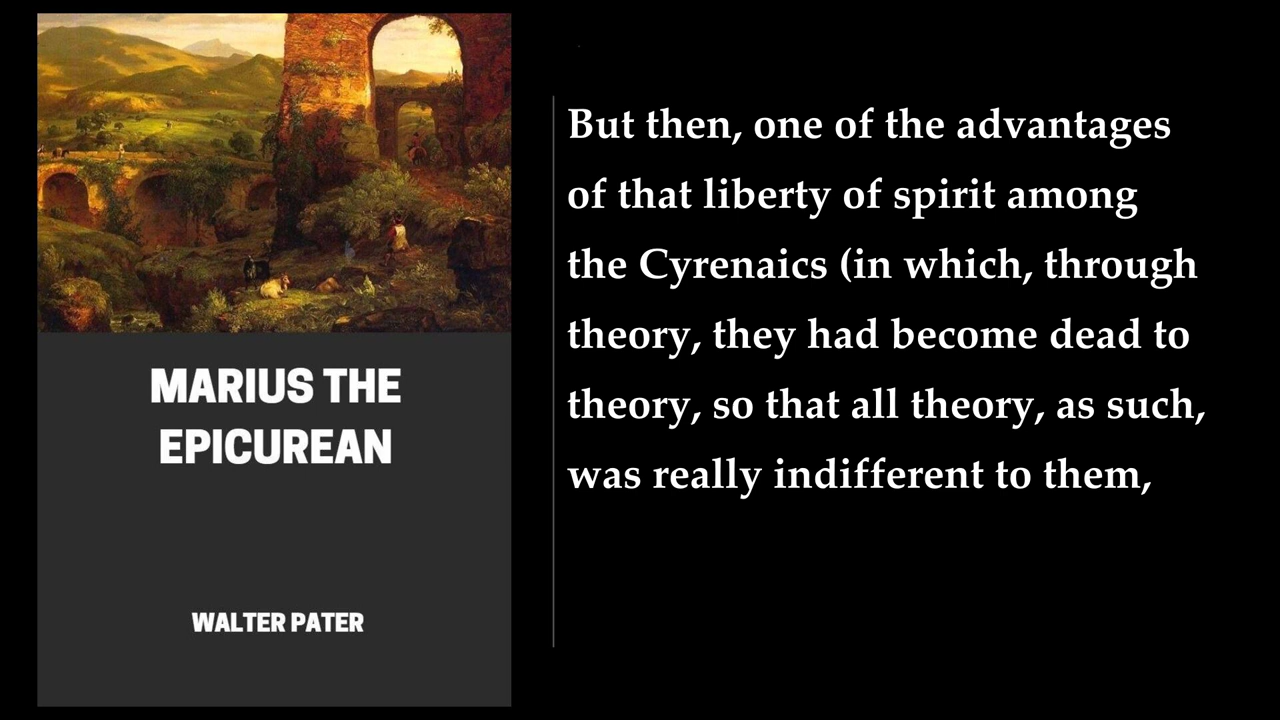 MARIUS THE
EPICUREAN
WALTER PATER
But then, one of the advantages
of that liberty of spirit among
the Cyrenaics (in which, through
theory, they had become dead to
theory, so that all theory, as such,
was really indifferent to them,